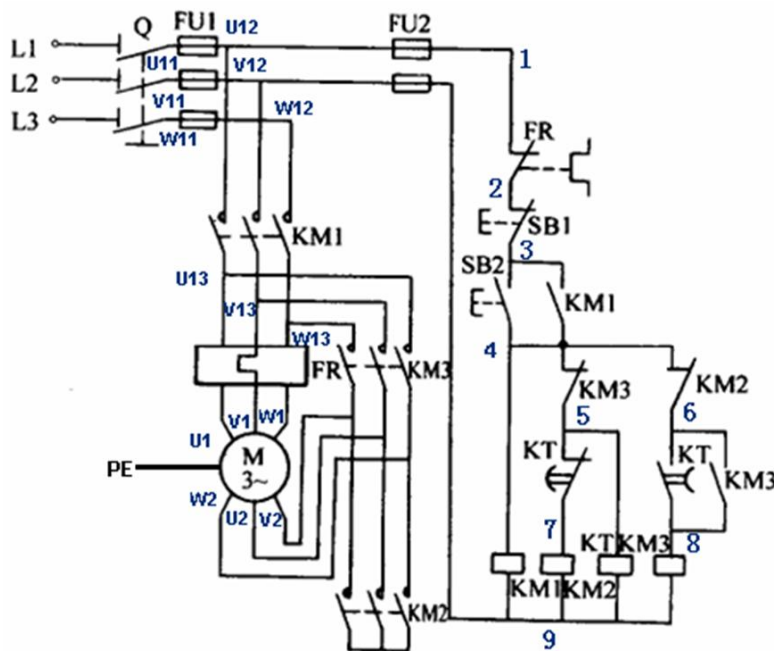 Q FU1 U12 FU2
L1 1
U11 V12
L2
V11 W12
L3
W11 FR
2
SB1
KM1 3
SB2
U13
KM1
V13
W13 4
FR KM3 KM3 KM2
5 6
V1 W1
U1 KT KT
M KM3
PE 3~
W2
U2 V2
7 KT KM3 8
KM1 KM2
KM2
9